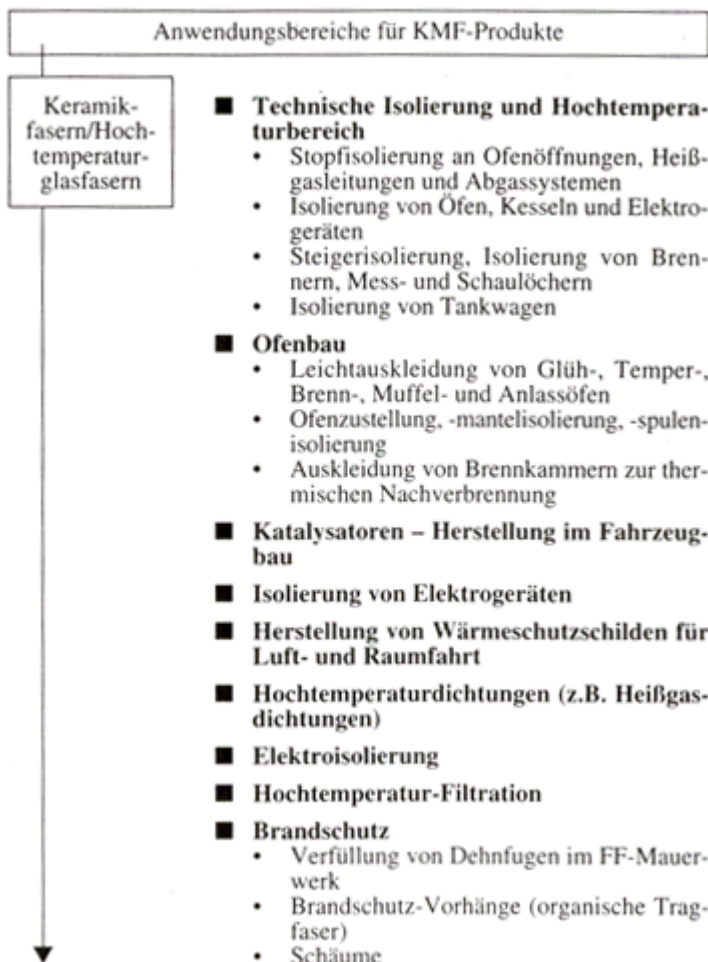 Anwendungsbereiche für KMF-Produkte
Keramik-
fasern/Hoch-
temperatur-
glasfasern
■ Technische Isolierung und Hochtempera-
turbereich
• Stopfisolierung an Ofenöffnungen, Heiß-
gasleitungen und Abgassystemen
• Isolierung von Öfen, Kesseln und Elektro-
geräten
• Steigerisolierung, Isolierung von Bren-
nern, Mess- und Schaulöchern
• Isolierung von Tankwagen
■ Ofenbau
• Leichtauskleidung von Glüh-, Temper-,
Brenn-, Muffel- und Anlassöfen
• Ofenzustellung, -mantelisolierung, -spulen-
isolierung
• Auskleidung von Brennkammern zur ther-
mischen Nachverbrennung
■ Katalysatoren – Herstellung im Fahrzeug-
bau
■ Isolierung von Elektrogeräten
■ Herstellung von Wärmeschutzschilden für
Luft- und Raumfahrt
■ Hochtemperaturdichtungen (z.B. Heißgas-
dichtungen)
■ Elektroisolierung
■ Hochtemperatur-Filtration
■ Brandschutz
• Verfüllung von Dehnfugen im FF-Mauer-
werk
• Brandschutz-Vorhänge (organische Trag-
faser)
• Schäume